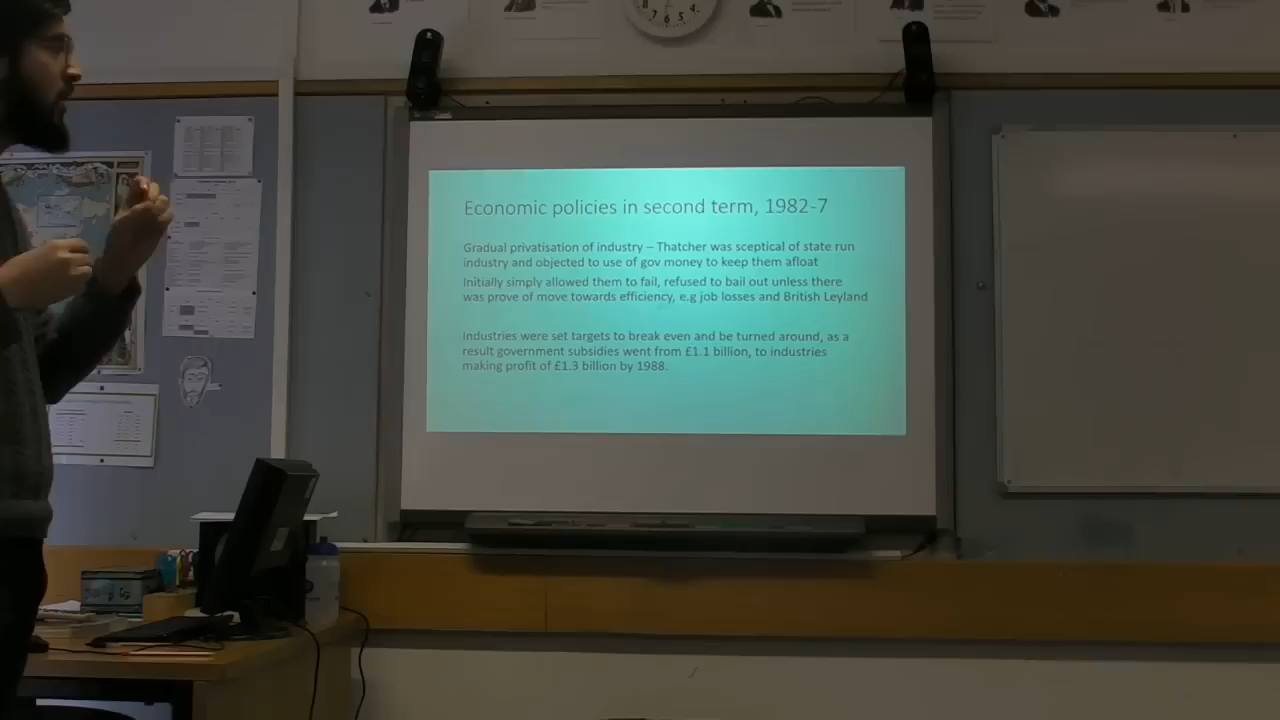 7 6 5 4
Economic policies in second term, 1982-7
Gradual privatisation of industry – Thatcher was sceptical of state run
industry and objected to use of gov money to keep them afloat
Initially simply allowed them to fail, refused to bail out unless there
was prove of move towards efficiency, e.g job losses and British Leyland
Industries were set targets to break even and be turned around, as a
result government subsidies went from £1.1 billion, to industries
making profit of £1.3 billion by 1988.